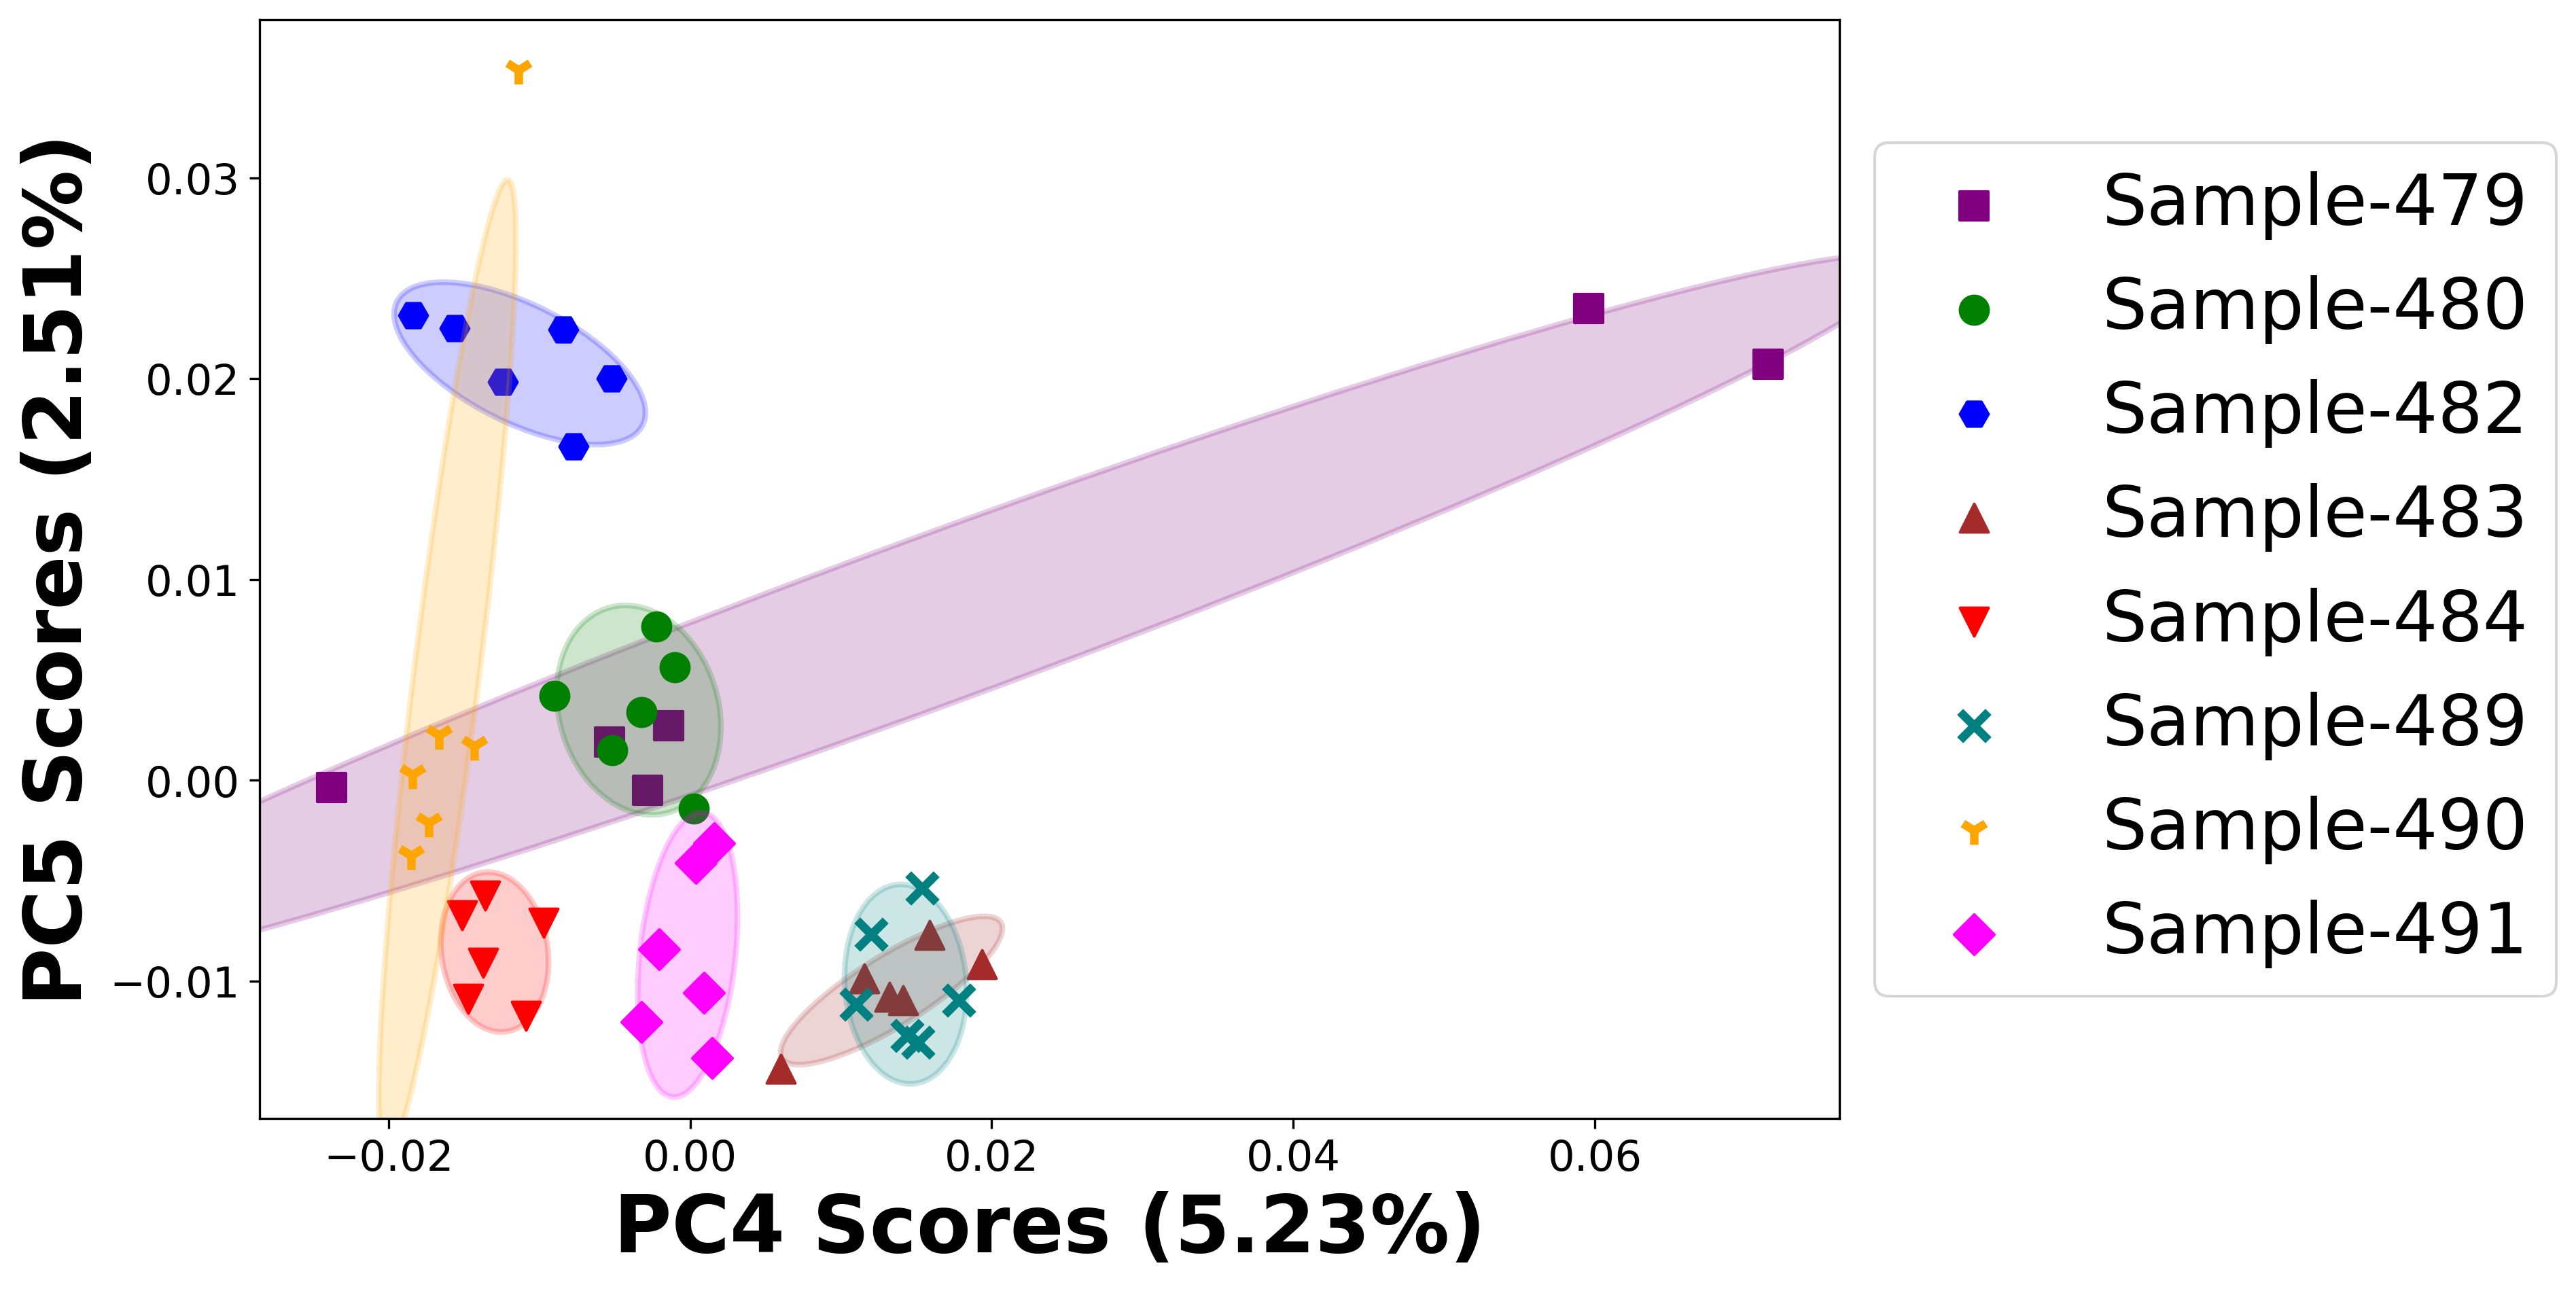 PC5 Scores (2.51%)
0.03
0.02
0.01
0.00
−0.01
−0.02
0.00
0.02
0.04
0.06
PC4 Scores (5.23%)
Sample-479
Sample-480
Sample-482
Sample-483
Sample-484
Sample-489
Sample-490
Sample-491